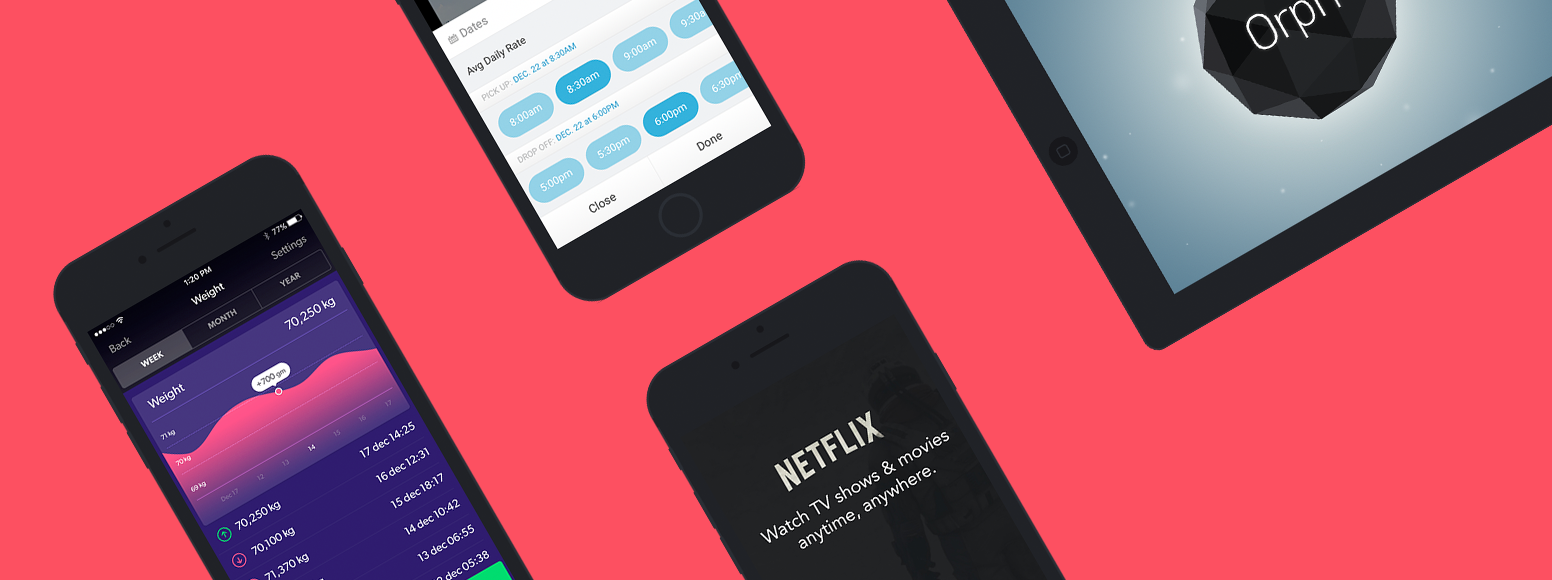 Dates
Avg Daily Rate
PICK UP: DEC. 22 at 8:30AM
8:00am 8:30am 9:00am 9:30a
DROP OFF: DEC. 22 at 6:00PM
5:00pm 5:30pm 6:00pm 6:30pm
Close Done
Orph
1:20 PM 77%
Back Weight Settings
WEEK MONTH YEAR
Weight 70,250 kg
+700 gm
71 kg
70 kg
69 kg
Dec 17 12 13 14 15 16 17
70,250 kg 17 dec 14:25
70,100 kg 16 dec 12:31
71,370 kg 15 dec 18:17
kg 14 dec 10:42
13 dec 06:55
dec 05:38
NETFLIX
Watch TV shows & movies
anytime, anywhere.